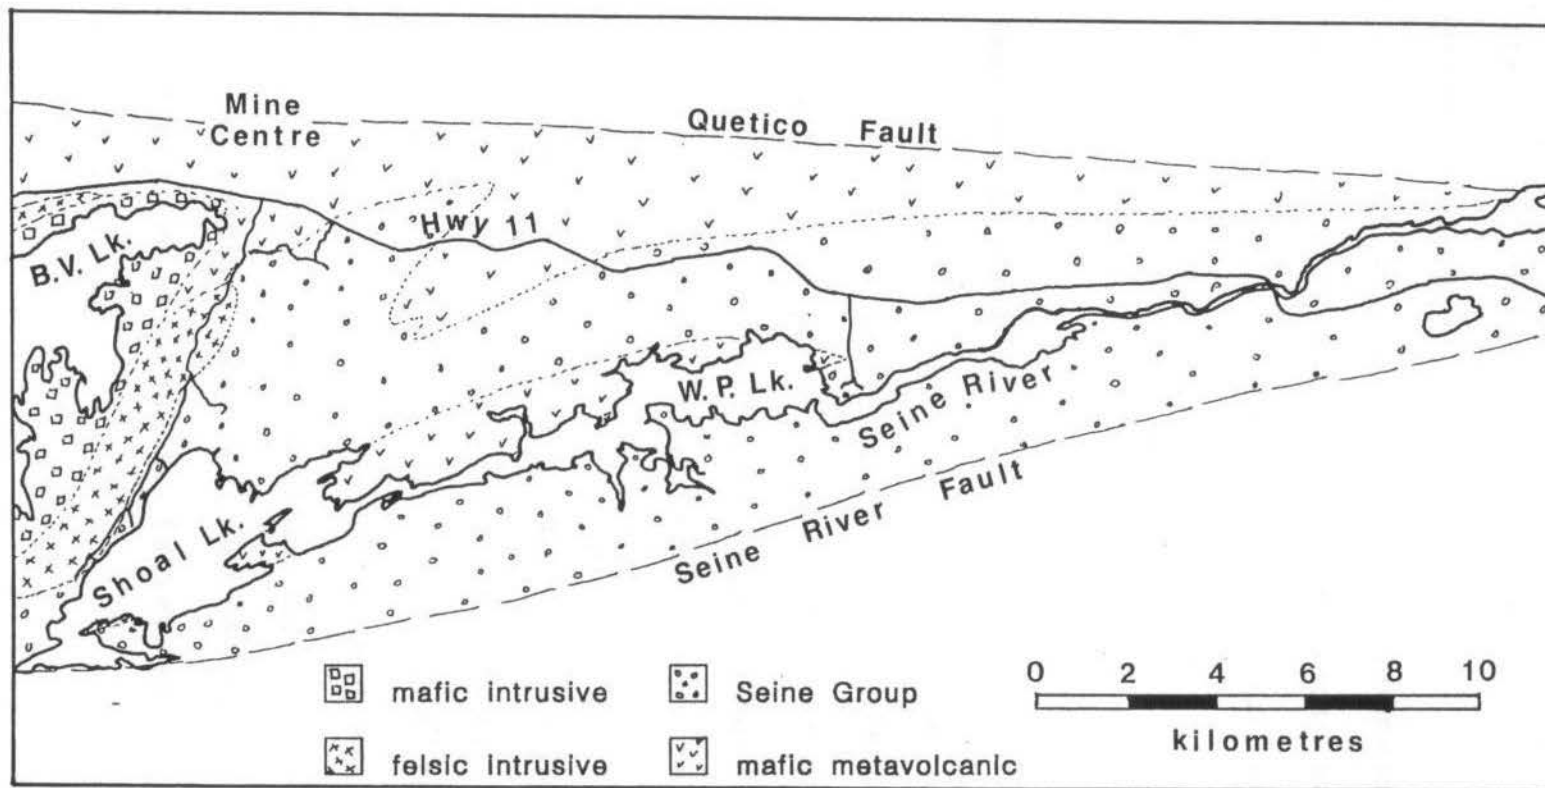 Mine
Centre
Quetico Fault
Hwy 11
B.V. Lk.
W.P. Lk.
Seine River
Shoal Lk.
Seine River Fault
mafic intrusive
Seine Group
0 2 4 6 8 10
kilometres
felsic intrusive
mafic metavolcanic